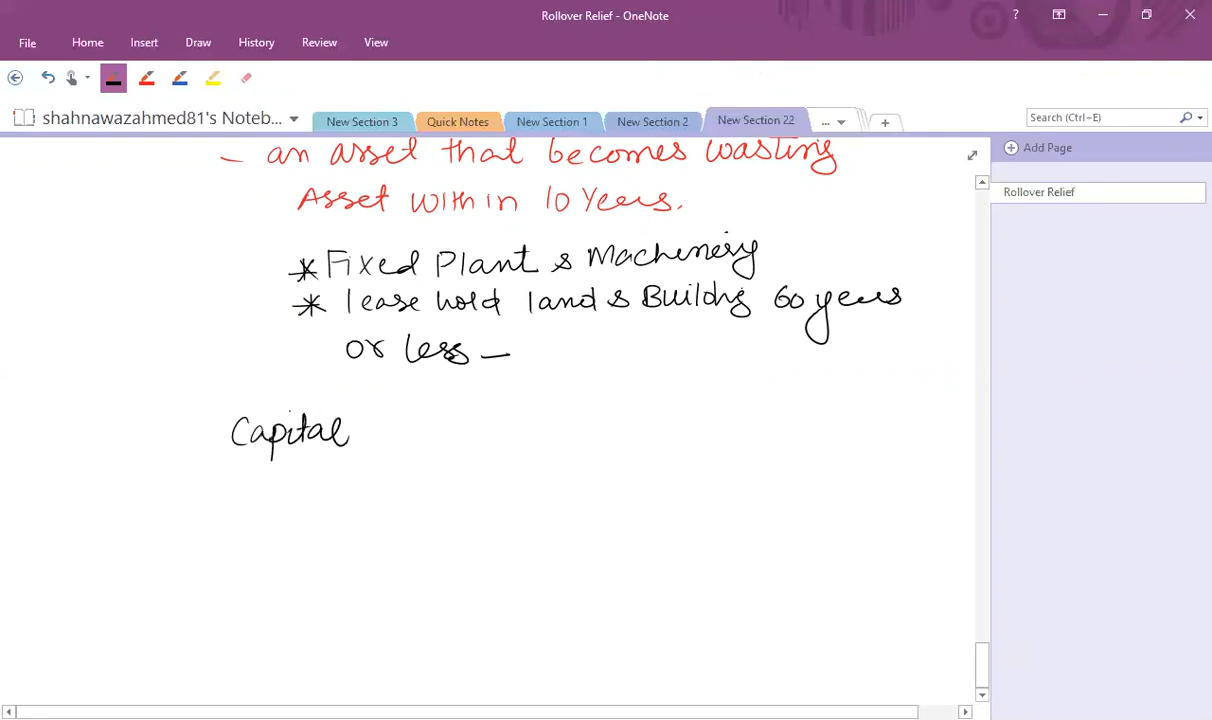 Rollover Relief - OneNote
?
File Home Insert Draw History Review View
shahnawazahmed81's Noteb...
New Section 3 Quick Notes New Section 1 New Section 2 New Section 22 ... +
Search (Ctrl+E)
Add Page
Rollover Relief
– an asset that becomes wasting
Asset within 10 Years.
* Fixed Plant & Machinery
* lease hold land & Building 60 years
or less –
Capital